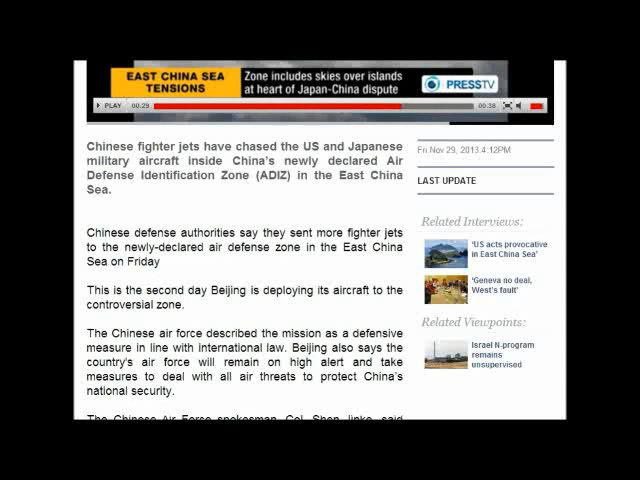 EAST CHINA SEA
TENSIONS
Zone includes skies over islands
at heart of Japan-China dispute
PRESSTV
PLAY 00:29 00:38
Chinese fighter jets have chased the US and Japanese
military aircraft inside China's newly declared Air
Defense Identification Zone (ADIZ) in the East China
Sea.
Chinese defense authorities say they sent more fighter jets
to the newly-declared air defense zone in the East China
Sea on Friday
This is the second day Beijing is deploying its aircraft to the
controversial zone.
The Chinese air force described the mission as a defensive
measure in line with international law. Beijing also says the
country's air force will remain on high alert and take
measures to deal with all air threats to protect China's
national security.
The Chinese Air Force spokesman, Col. Shen Jinke, said
Fri Nov 29, 2013 4:12PM
LAST UPDATE
Related Interviews:
'US acts provocative
in East China Sea'
'Geneva no deal,
West's fault'
Related Viewpoints:
Israel N-program
remains
unsupervised